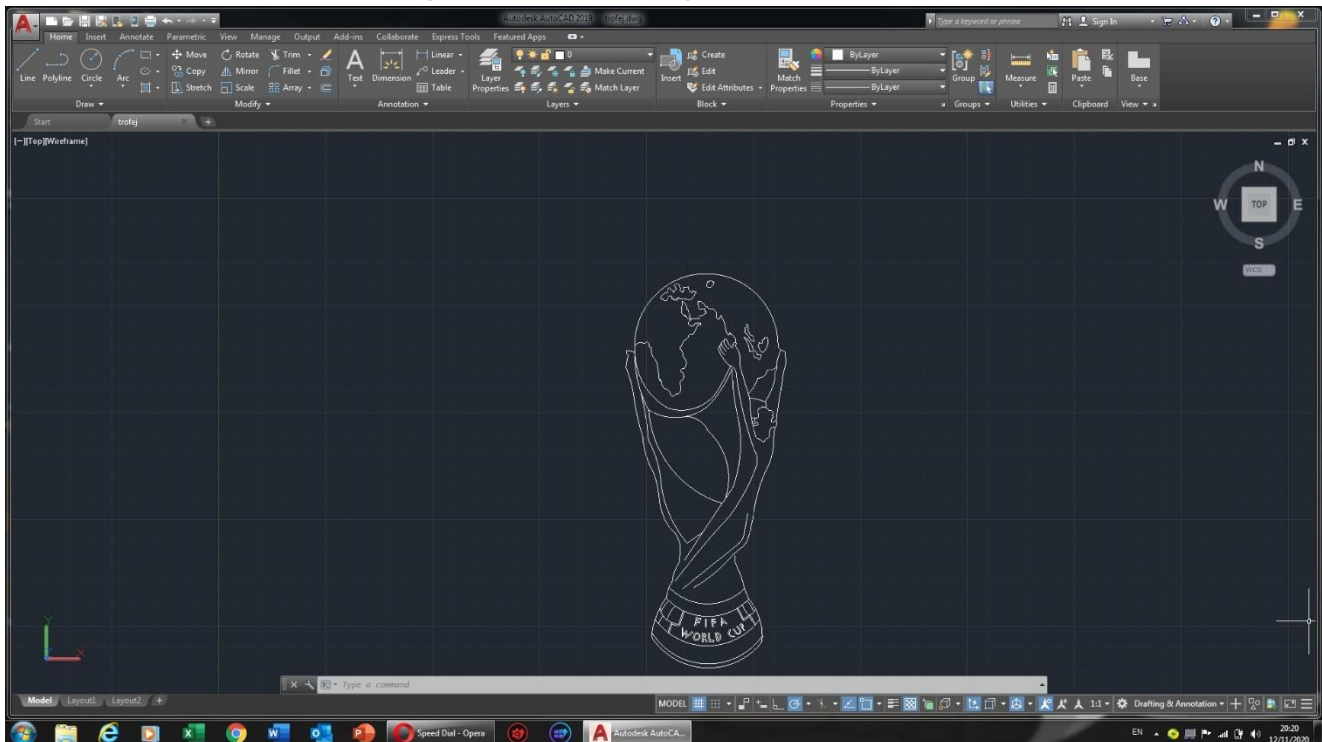 Autodesk AutoCAD 2019 trofej.dwg
Type a keyword or phrase
Sign In
Home Insert Annotate Parametric View Manage Output Add-ins Collaborate Express Tools Featured Apps
Line Polyline Circle Arc
Move Rotate Trim
Copy Mirror Fillet
Stretch Scale Array
Text Dimension
Linear
Leader
Table
Layer Properties
0
Make Current
Match Layer
Insert
Create
Edit
Edit Attributes
Match Properties
ByLayer
ByLayer
ByLayer
Group
Measure
Paste
Base
Draw Modify Annotation Layers Block Properties Groups Utilities Clipboard View
Start trofej
[–][Top][Wireframe]
N
W TOP E
S
WCS
FIFA
WORLD CUP
Y
X
Type a command
Model Layout1 Layout2 +
MODEL 1:1 Drafting & Annotation
Speed Dial - Opera
Autodesk AutoCA...
EN
20:20
12/11/2020